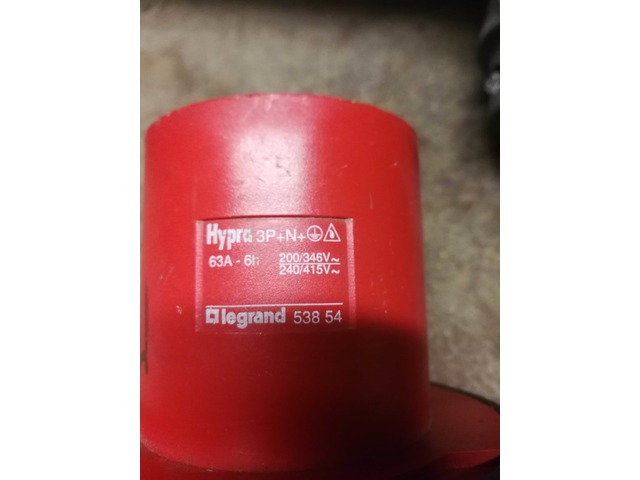 Hypra 3P+N+⏚
63A - 6h 200/346V~
240/415V~
legrand 538 54